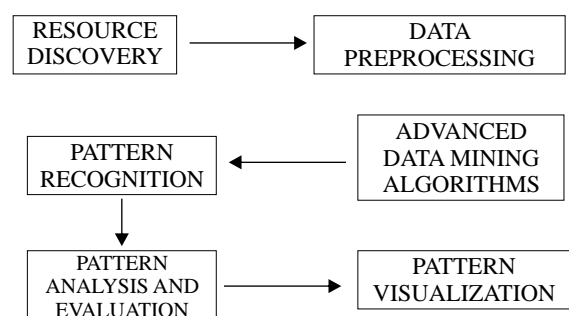 RESOURCE
DISCOVERY
DATA
PREPROCESSING
ADVANCED
DATA MINING
ALGORITHMS
PATTERN
RECOGNITION
PATTERN
ANALYSIS AND
EVALUATION
PATTERN
VISUALIZATION